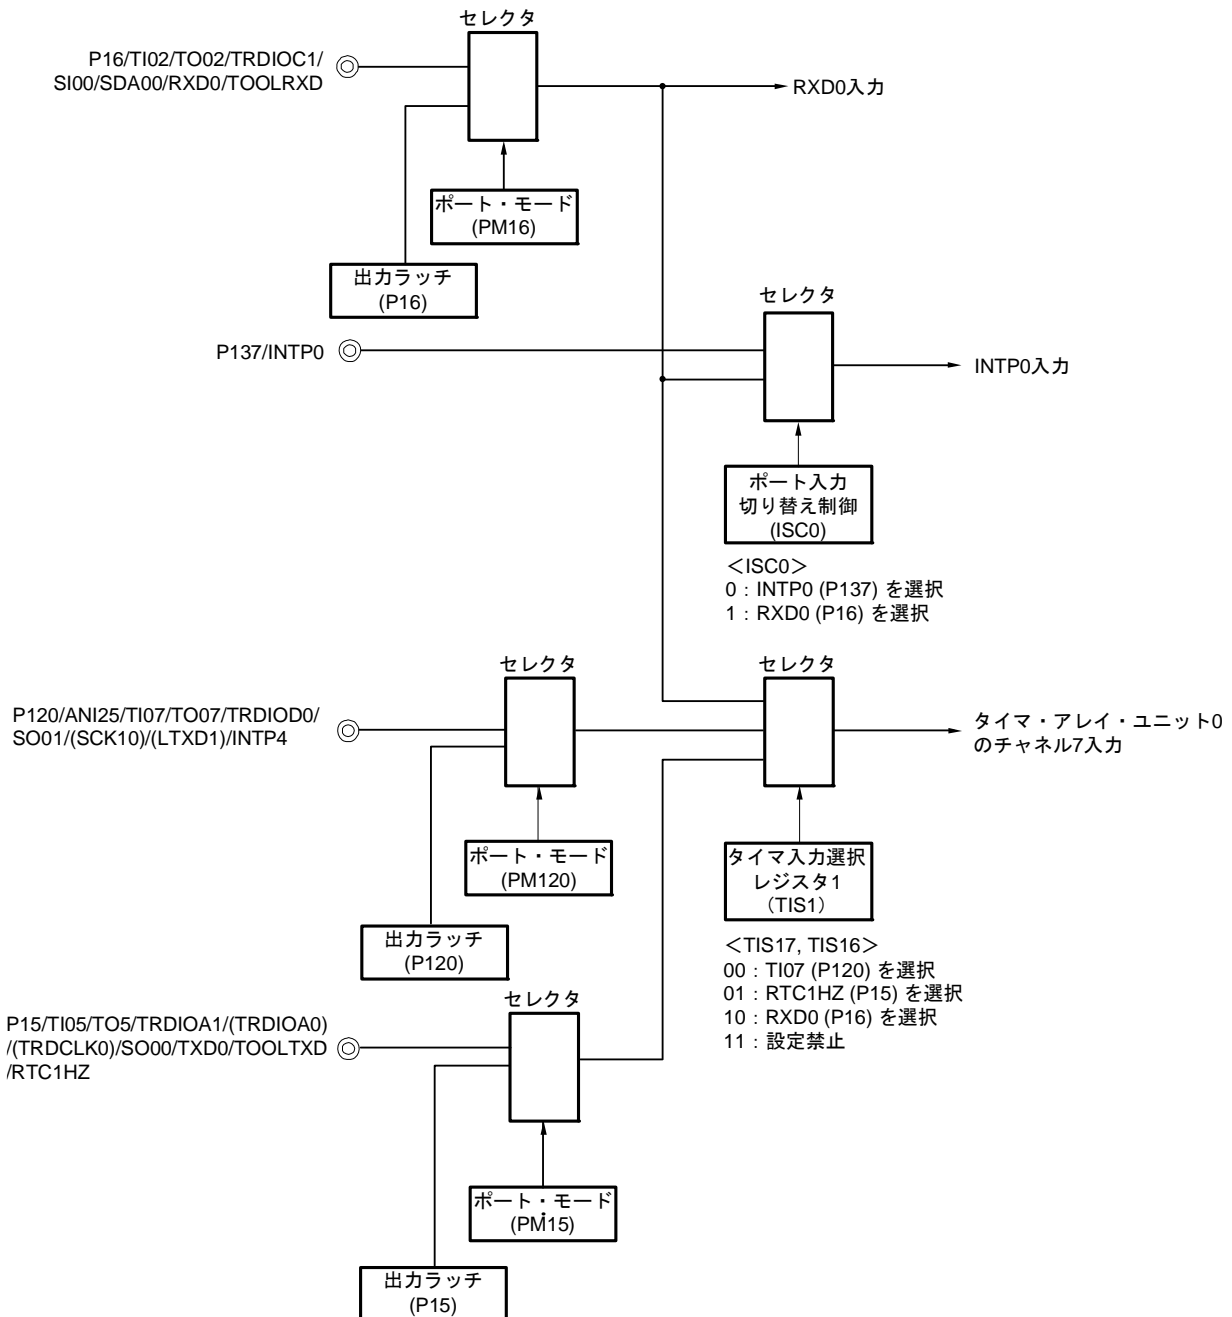 セレクタ
P16/TI02/TO02/TRDIOC1/
SI00/SDA00/RXD0/TOOLRXD
RXD0入力
ポート・モード
(PM16)
出力ラッチ
(P16)
セレクタ
P137/INTP0
INTP0入力
ポート入力
切り替え制御
(ISC0)
＜ISC0＞
0：INTP0 (P137) を選択
1：RXD0 (P16) を選択
セレクタ
セレクタ
P120/ANI25/TI07/TO07/TRDIOD0/
SO01/(SCK10)/(LTXD1)/INTP4
タイマ・アレイ・ユニット0
のチャネル7入力
ポート・モード
(PM120)
タイマ入力選択
レジスタ1
（TIS1）
出力ラッチ
(P120)
＜TIS17, TIS16＞
00：TI07 (P120) を選択
01：RTC1HZ (P15) を選択
10：RXD0 (P16) を選択
11：設定禁止
セレクタ
P15/TI05/TO5/TRDIOA1/(TRDIOA0)
/(TRDCLK0)/SO00/TXD0/TOOLTXD
/RTC1HZ
ポート・モード
(PM15)
出力ラッチ
(P15)